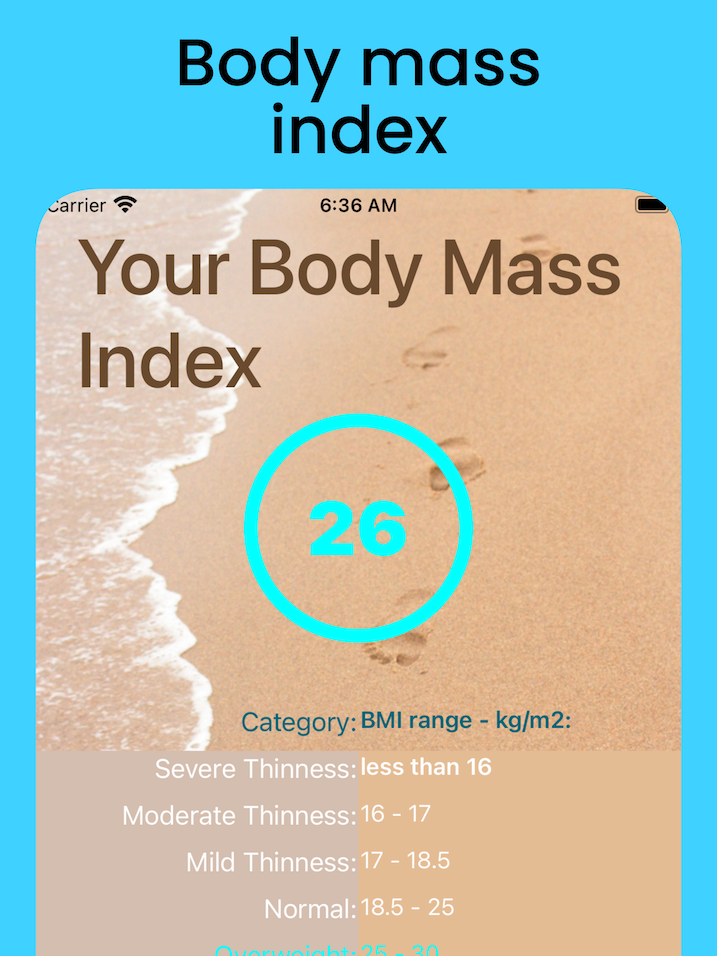 Body mass
index
Carrier 6:36 AM
Your Body Mass
Index
26
Category: BMI range - kg/m2:
Severe Thinness: less than 16
Moderate Thinness: 16 - 17
Mild Thinness: 17 - 18.5
Normal: 18.5 - 25
Overweight: 25 - 30